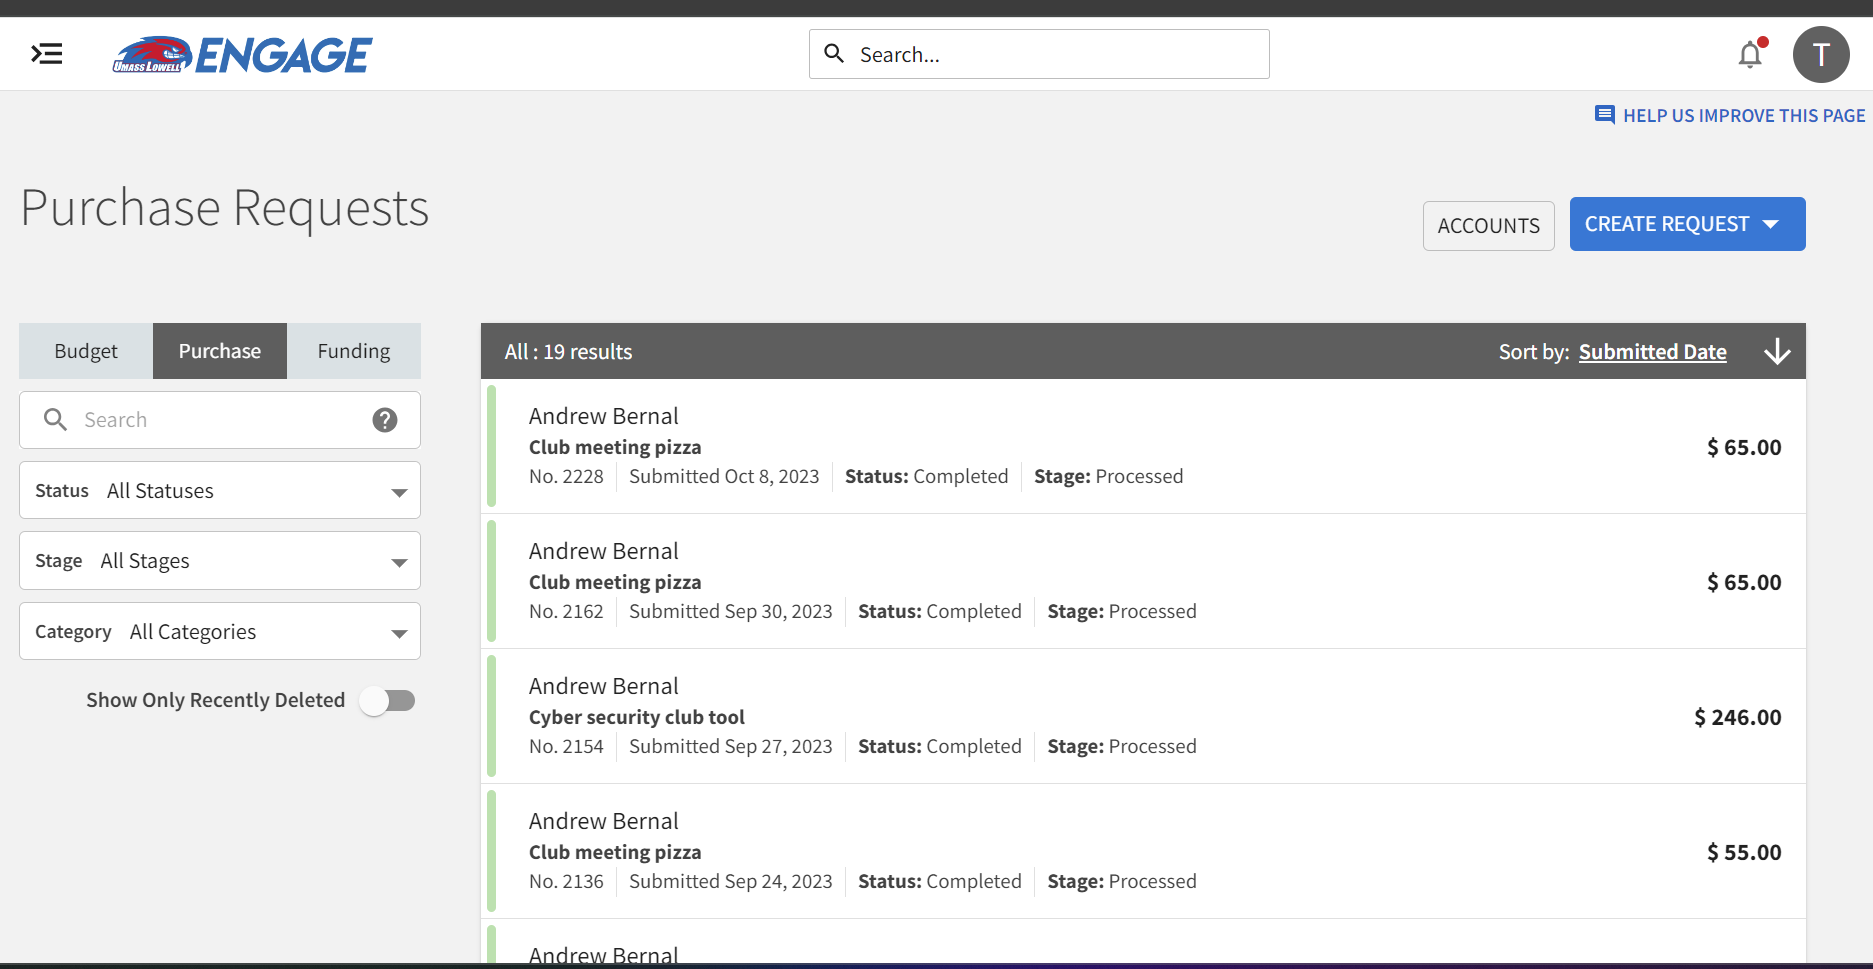 UMASS LOWELL ENGAGE
Search...
T
HELP US IMPROVE THIS PAGE
Purchase Requests
ACCOUNTS
CREATE REQUEST
Budget
Purchase
Funding
Search
?
Status All Statuses
Stage All Stages
Category All Categories
Show Only Recently Deleted
All : 19 results
Sort by: Submitted Date
Andrew Bernal
Club meeting pizza
$ 65.00
No. 2228 Submitted Oct 8, 2023 Status: Completed Stage: Processed
Andrew Bernal
Club meeting pizza
$ 65.00
No. 2162 Submitted Sep 30, 2023 Status: Completed Stage: Processed
Andrew Bernal
Cyber security club tool
$ 246.00
No. 2154 Submitted Sep 27, 2023 Status: Completed Stage: Processed
Andrew Bernal
Club meeting pizza
$ 55.00
No. 2136 Submitted Sep 24, 2023 Status: Completed Stage: Processed
Andrew Bernal